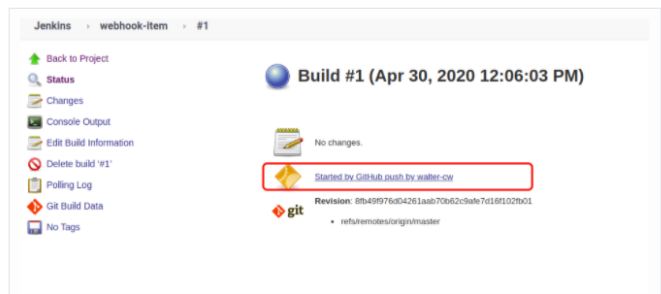 Jenkins › webhook-item › #1
Back to Project
Status
Changes
Console Output
Edit Build Information
Delete build '#1'
Polling Log
Git Build Data
No Tags
Build #1 (Apr 30, 2020 12:06:03 PM)
No changes.
Started by GitHub push by walter-cw
git
Revision: 8fb49f976d04261aab70b62c9afe7d16f102fb01
• refs/remotes/origin/master